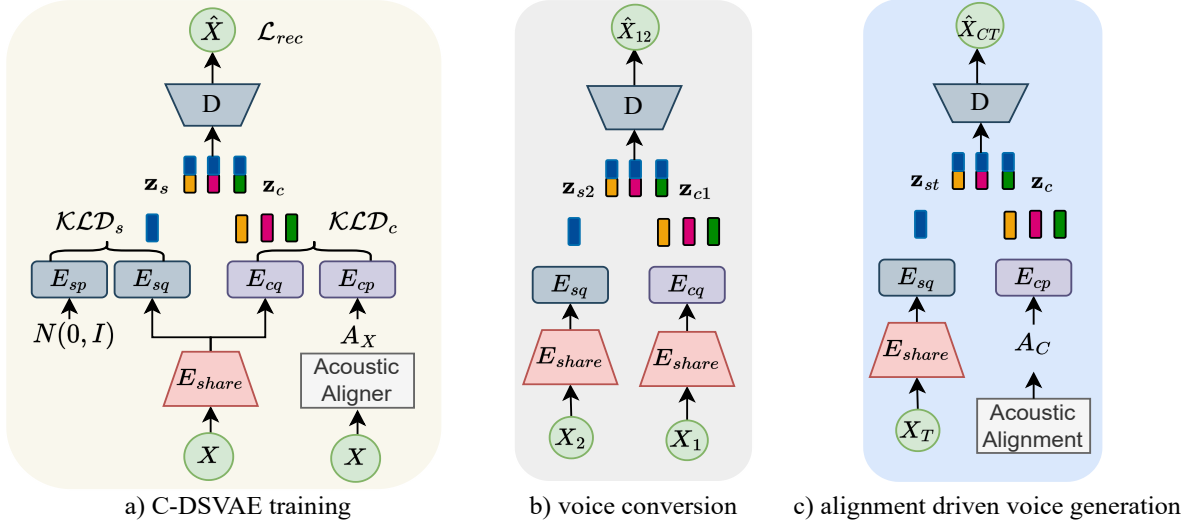 X̂
ℒ_rec
D
z_s
z_c
𝒦ℒ𝒟_s
𝒦ℒ𝒟_c
E_sp
E_sq
E_cq
E_cp
N(0, I)
A_X
E_share
Acoustic
Aligner
X
X
a) C-DSVAE training
X̂_12
D
z_s2
z_c1
E_sq
E_cq
E_share
E_share
X_2
X_1
b) voice conversion
X̂_CT
D
z_st
z_c
E_sq
E_cp
E_share
A_C
X_T
Acoustic
Alignment
c) alignment driven voice generation